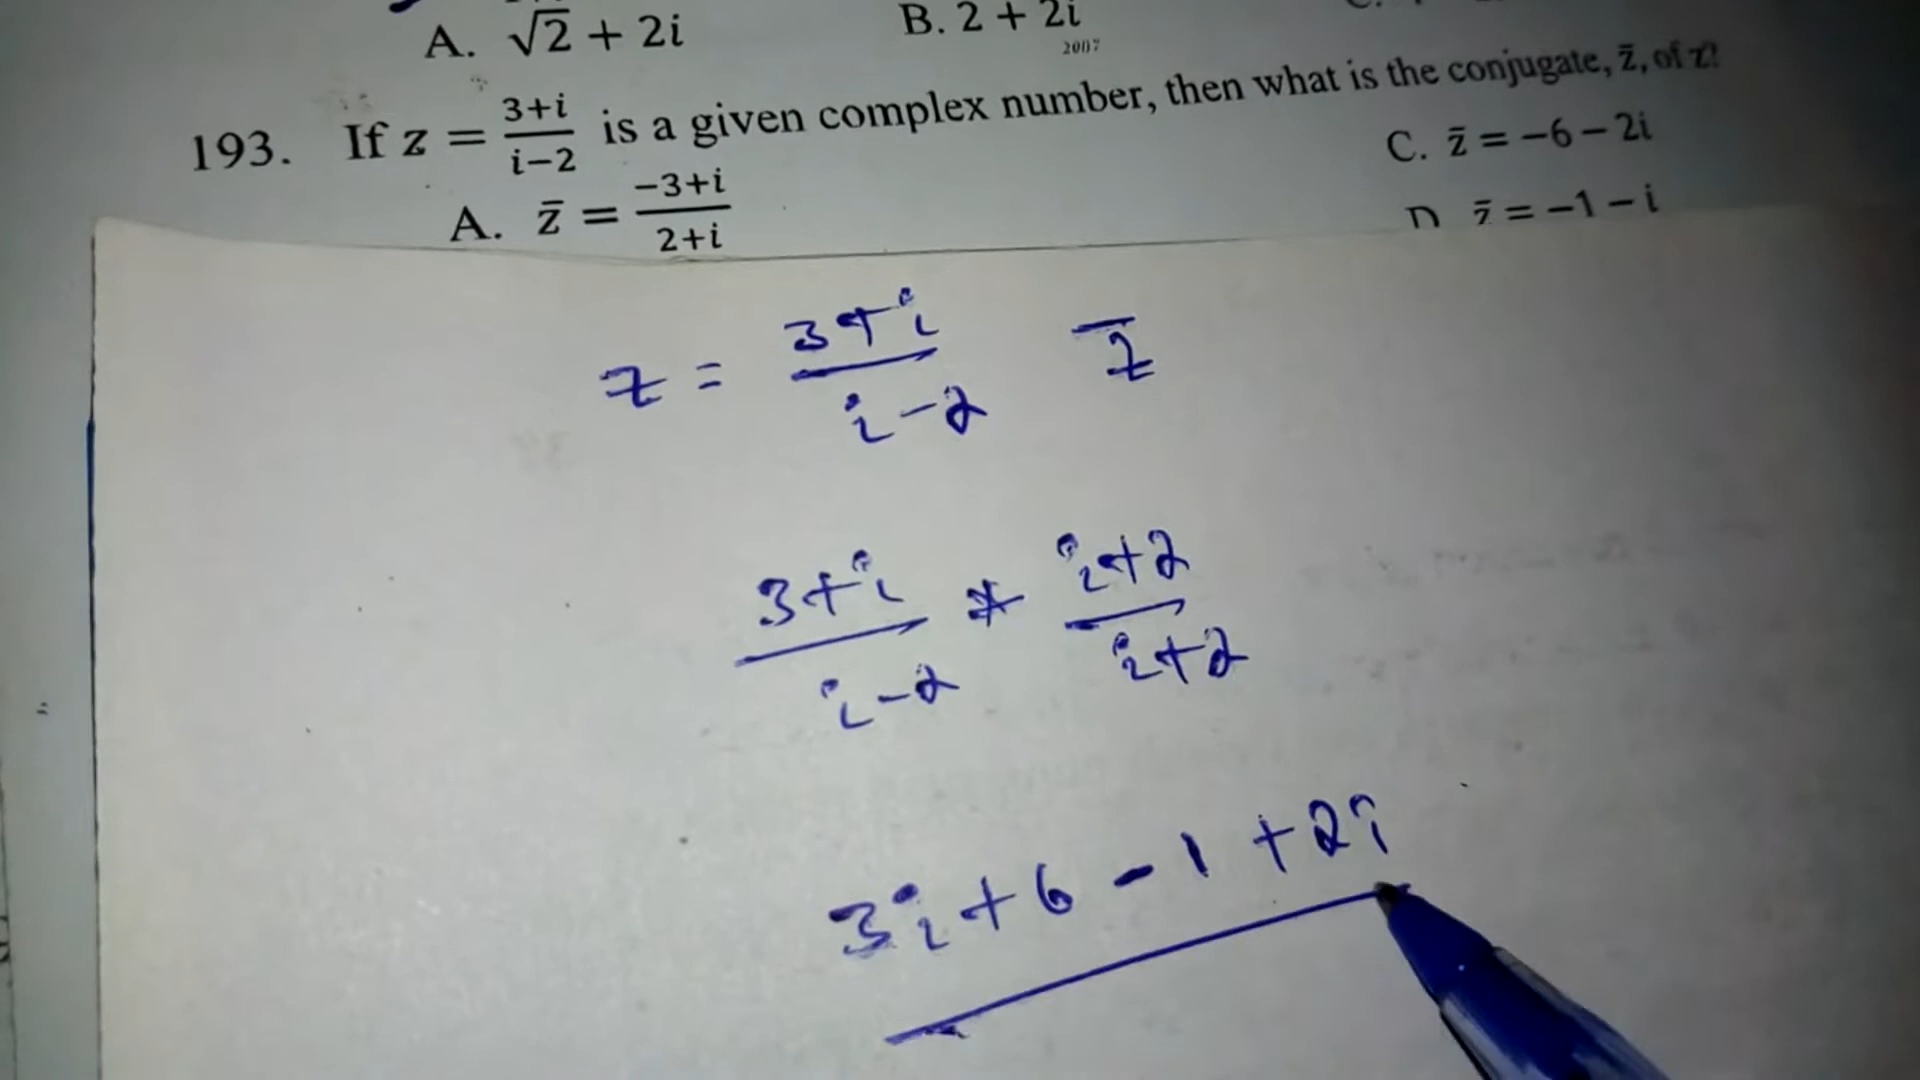 A. √2 + 2i B. 2 + 2i
2007
193. If z = 3+i/i−2 is a given complex number, then what is the conjugate, z̄, of z?
A. z̄ = −3+i/2+i C. z̄ = −6 − 2i
D z̄ = −1 − i
z = 3+i/i−2 z̄
3+i/i−2 * i+2/i+2
3i+6 −1 +2i